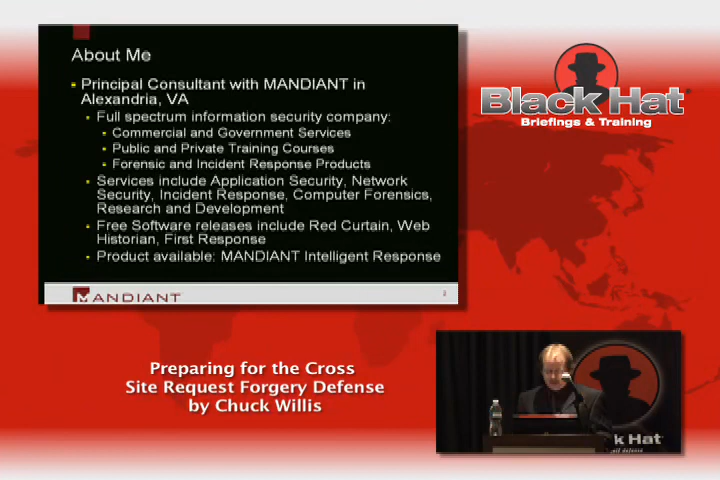 About Me
Principal Consultant with MANDIANT in
Alexandria, VA
Full spectrum information security company:
Commercial and Government Services
Public and Private Training Courses
Forensic and Incident Response Products
Services include Application Security, Network
Security, Incident Response, Computer Forensics,
Research and Development
Free Software releases include Red Curtain, Web
Historian, First Response
Product available: MANDIANT Intelligent Response
MANDIANT
2
Black Hat
Briefings & Training
Preparing for the Cross
Site Request Forgery Defense
by Chuck Willis
k Hat